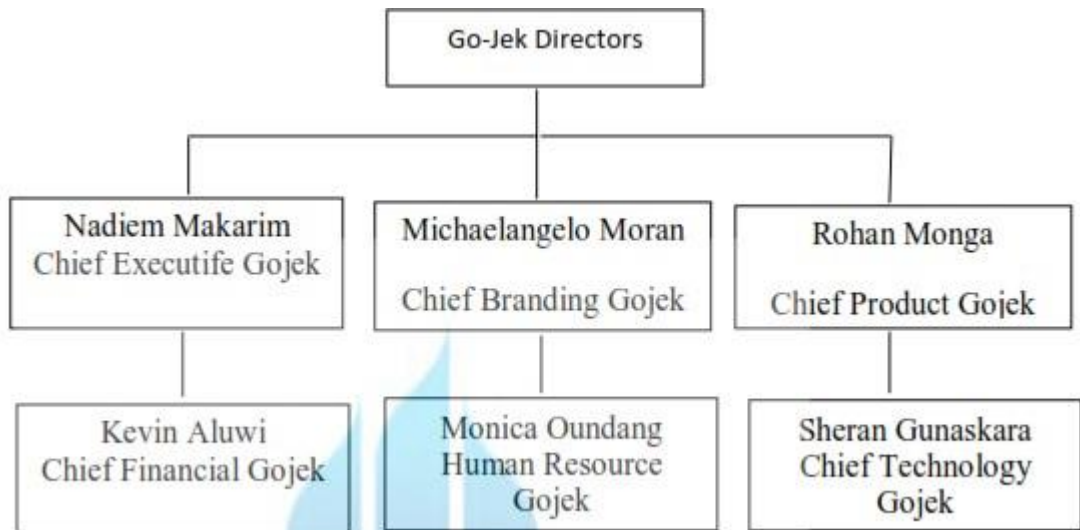 Go-Jek Directors
Nadiem Makarim
Chief Executife Gojek
Michaelangelo Moran
Chief Branding Gojek
Rohan Monga
Chief Product Gojek
Kevin Aluwi
Chief Financial Gojek
Monica Oundang
Human Resource
Gojek
Sheran Gunaskara
Chief Technology
Gojek